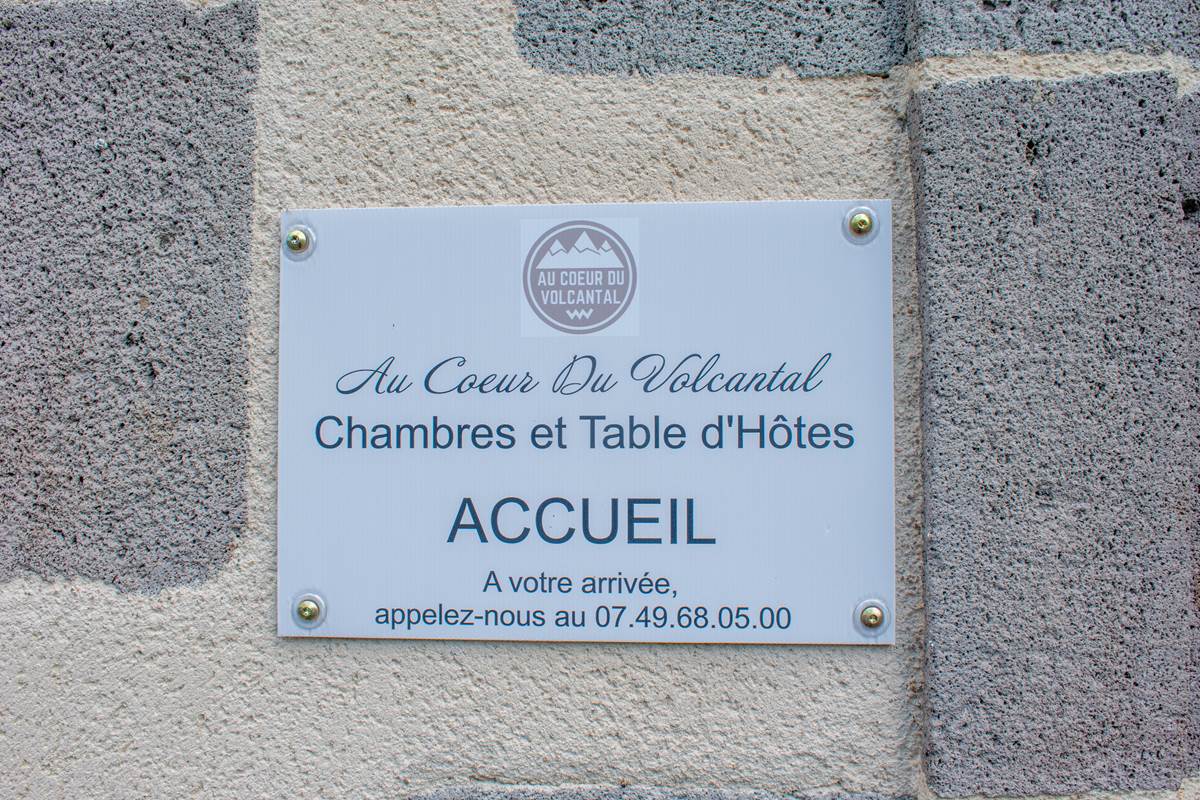 AU COEUR DU
VOLCANTAL
Au Coeur Du Volcantal
Chambres et Table d'Hôtes
ACCUEIL
A votre arrivée,
appelez-nous au 07.49.68.05.00